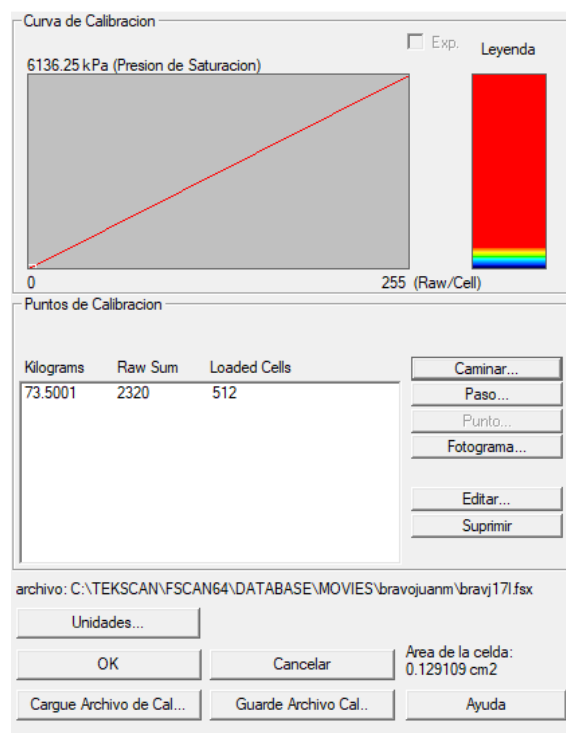 Curva de Calibracion
Exp.
Leyenda
6136.25 kPa (Presion de Saturacion)
0
255 (Raw/Cell)
Puntos de Calibracion
Kilograms Raw Sum Loaded Cells
73.5001 2320 512
Caminar...
Paso...
Punto...
Fotograma...
Editar...
Suprimir
archivo: C:\TEKSCAN\FSCAN64\DATABASE\MOVIES\bravojuanm\bravj17l.fsx
Unidades...
OK
Cancelar
Area de la celda:
0.129109 cm2
Cargue Archivo de Cal...
Guarde Archivo Cal..
Ayuda